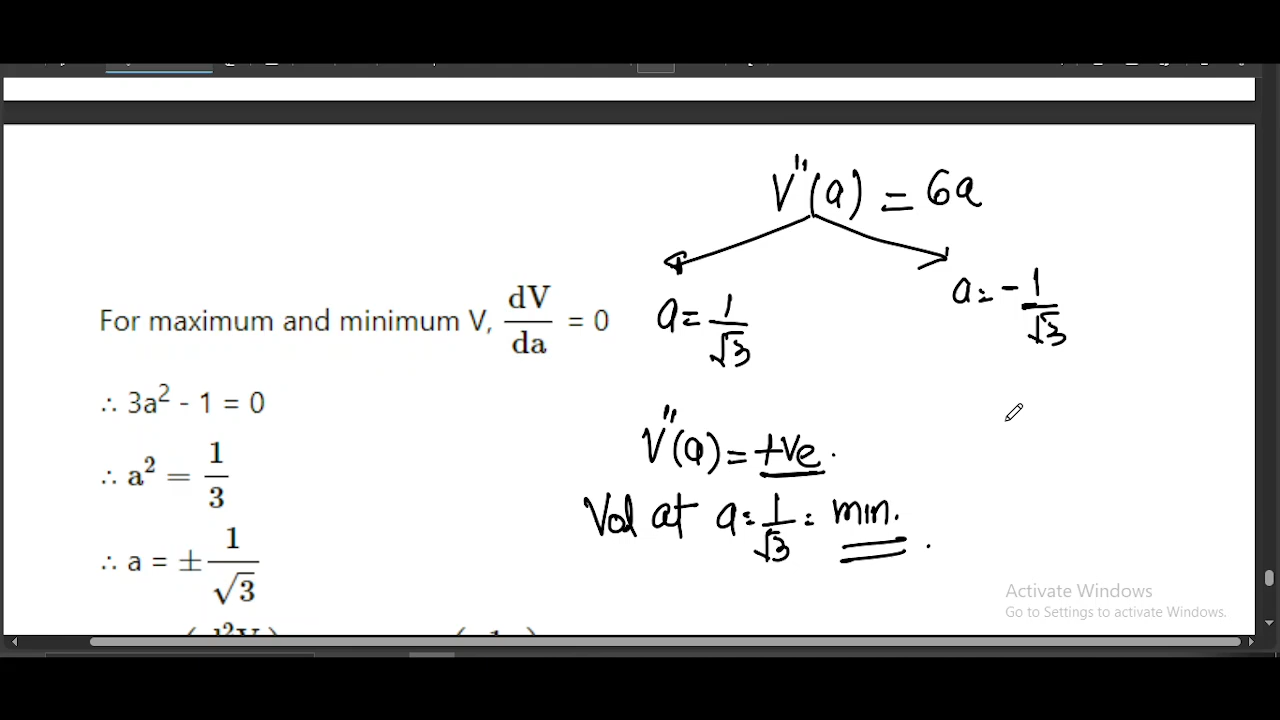 V''(a) = 6a
a = 1/√3
a = - 1/√3
For maximum and minimum V, dV/da = 0
∴ 3a² - 1 = 0
∴ a² = 1/3
∴ a = ± 1/√3
V''(a) = +ve.
Vol at a = 1/√3 = min.
Activate Windows
Go to Settings to activate Windows.